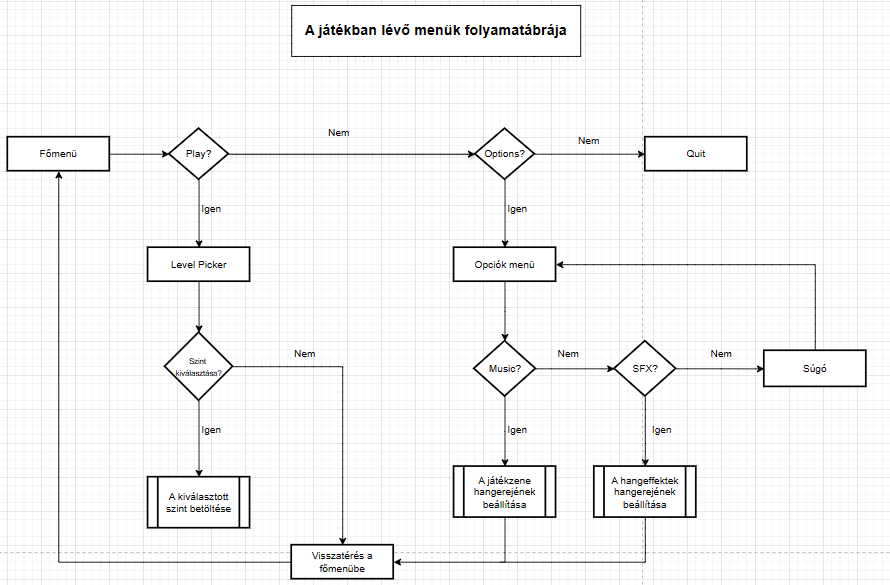 A játékban lévő menük folyamatábrája
Nem
Nem
Főmenü
Play?
Options?
Quit
Igen
Igen
Level Picker
Opciók menü
Nem
Nem
Nem
Szint
kiválasztása?
Music?
SFX?
Súgó
Igen
Igen
Igen
A kiválasztott
szint betöltése
A játékzene
hangerejének
beállítása
A hangeffektek
hangerejének
beállítása
Visszatérés a
főmenübe